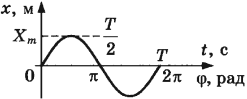 x, м
X_m
T/2
T
t, с
0
π
2π
φ, рад